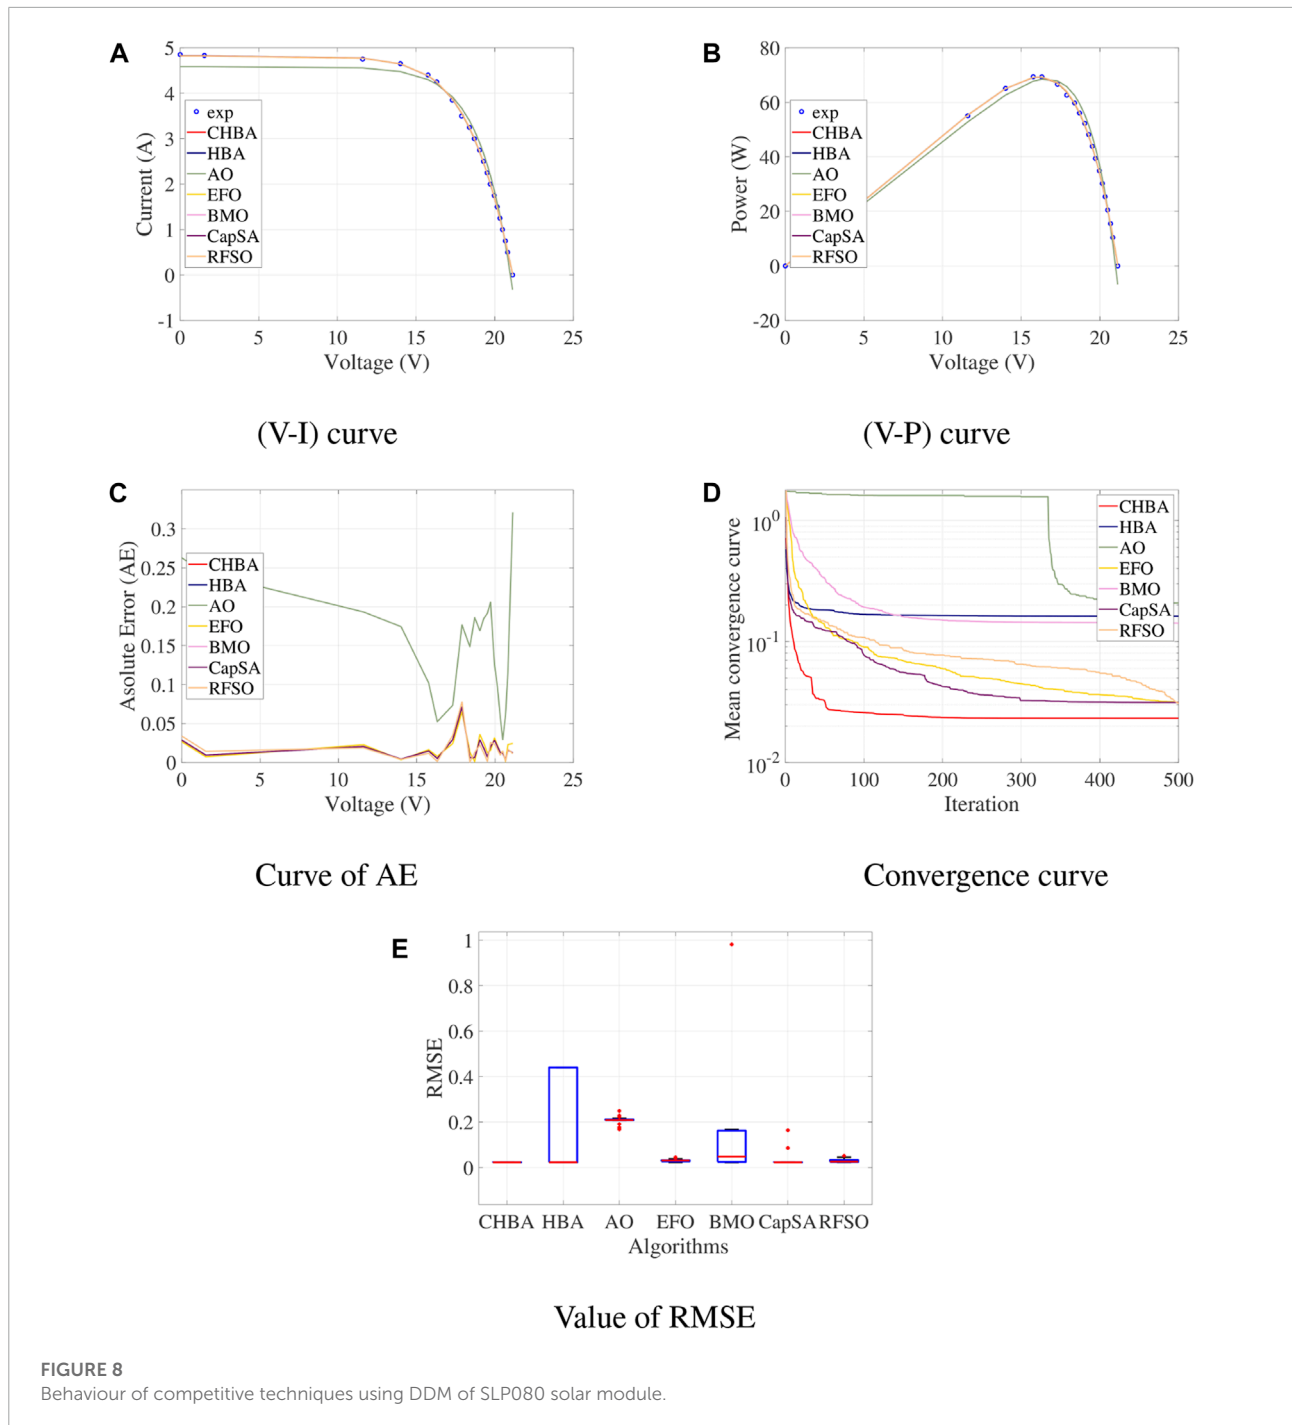 A
5
4
3
2
1
0
-1
0 5 10 15 20 25
Current (A)
Voltage (V)
exp
CHBA
HBA
AO
EFO
BMO
CapSA
RFSO
(V-I) curve
B
80
60
40
20
0
-20
0 5 10 15 20 25
Power (W)
Voltage (V)
exp
CHBA
HBA
AO
EFO
BMO
CapSA
RFSO
(V-P) curve
C
0.3
0.25
0.2
0.15
0.1
0.05
0
0 5 10 15 20 25
Asolute Error (AE)
Voltage (V)
CHBA
HBA
AO
EFO
BMO
CapSA
RFSO
Curve of AE
D
10^0
10^-1
10^-2
0 100 200 300 400 500
Mean convergence curve
Iteration
CHBA
HBA
AO
EFO
BMO
CapSA
RFSO
Convergence curve
E
1
0.8
0.6
0.4
0.2
0
RMSE
CHBA HBA AO EFO BMO CapSA RFSO
Algorithms
Value of RMSE
FIGURE 8
Behaviour of competitive techniques using DDM of SLP080 solar module.